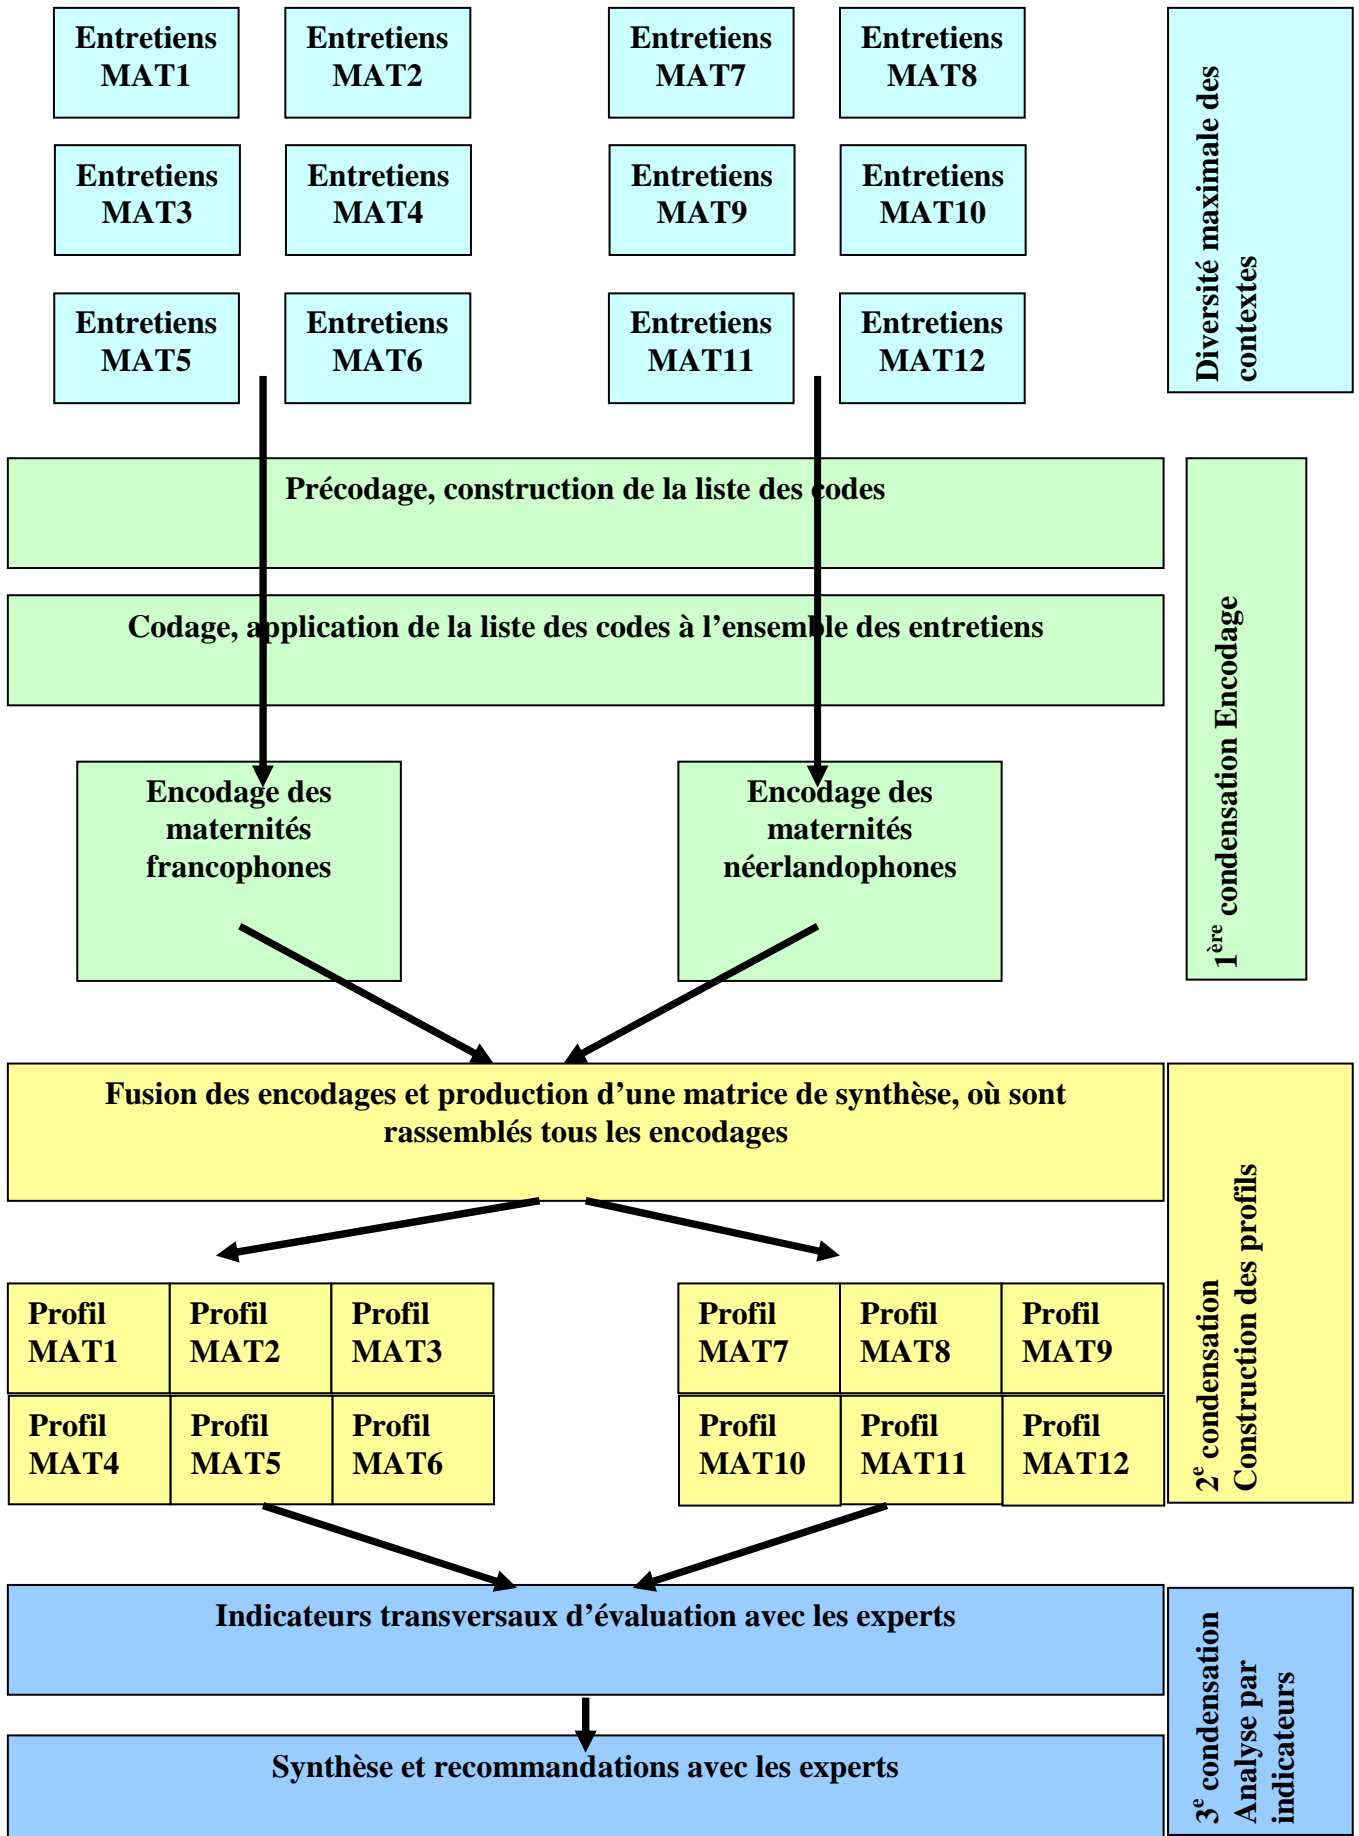 Entretiens
MAT1
Entretiens
MAT2
Entretiens
MAT7
Entretiens
MAT8
Entretiens
MAT3
Entretiens
MAT4
Entretiens
MAT9
Entretiens
MAT10
Entretiens
MAT5
Entretiens
MAT6
Entretiens
MAT11
Entretiens
MAT12
Diversité maximale des
contextes
Précodage, construction de la liste des codes
Codage, application de la liste des codes à l’ensemble des entretiens
Encodage des
maternités
francophones
Encodage des
maternités
néerlandophones
1ère condensation Encodage
Fusion des encodages et production d’une matrice de synthèse, où sont
rassemblés tous les encodages
Profil
MAT1
Profil
MAT2
Profil
MAT3
Profil
MAT7
Profil
MAT8
Profil
MAT9
Profil
MAT4
Profil
MAT5
Profil
MAT6
Profil
MAT10
Profil
MAT11
Profil
MAT12
2e condensation
Construction des profils
Indicateurs transversaux d’évaluation avec les experts
Synthèse et recommandations avec les experts
3e condensation
Analyse par
indicateurs